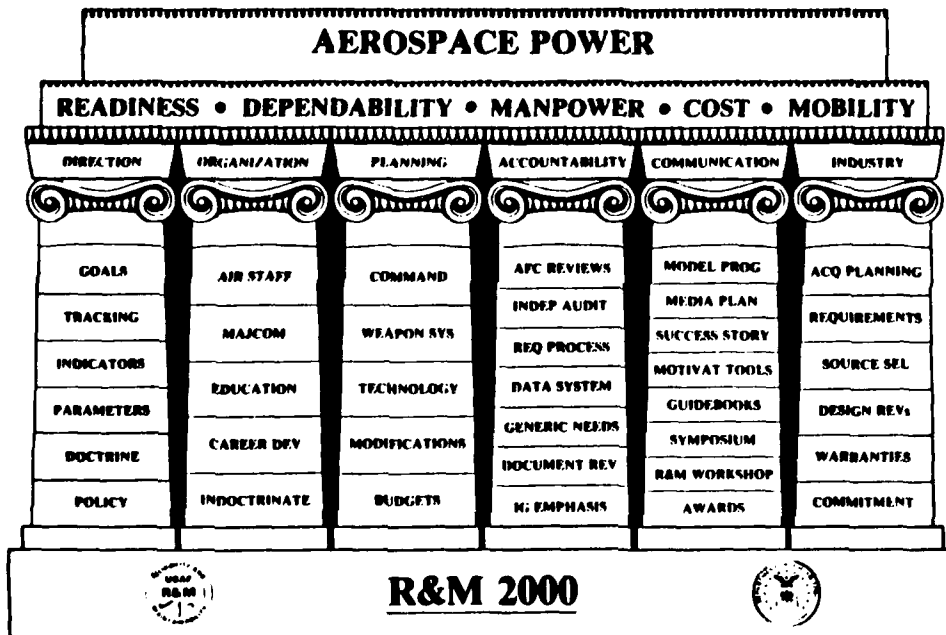 AEROSPACE POWER
READINESS • DEPENDABILITY • MANPOWER • COST • MOBILITY
DIRECTION
GOALS
TRACKING
INDICATORS
PARAMETERS
DOCTRINE
POLICY
ORGANIZATION
AIR STAFF
MAJCOM
EDUCATION
CAREER DEV
INDOCTRINATE
PLANNING
COMMAND
WEAPON SYS
TECHNOLOGY
MODIFICATIONS
BUDGETS
ACCOUNTABILITY
AFC REVIEWS
INDEP AUDIT
REQ PROCESS
DATA SYSTEM
GENERIC NEEDS
DOCUMENT REV
IG EMPHASIS
COMMUNICATION
MODEL PROG
MEDIA PLAN
SUCCESS STORY
MOTIVAT TOOLS
GUIDEBOOKS
SYMPOSIUM
R&M WORKSHOP
AWARDS
INDUSTRY
ACQ PLANNING
REQUIREMENTS
SOURCE SEL
DESIGN REVs
WARRANTIES
COMMITMENT
USAF
R&M
R&M 2000